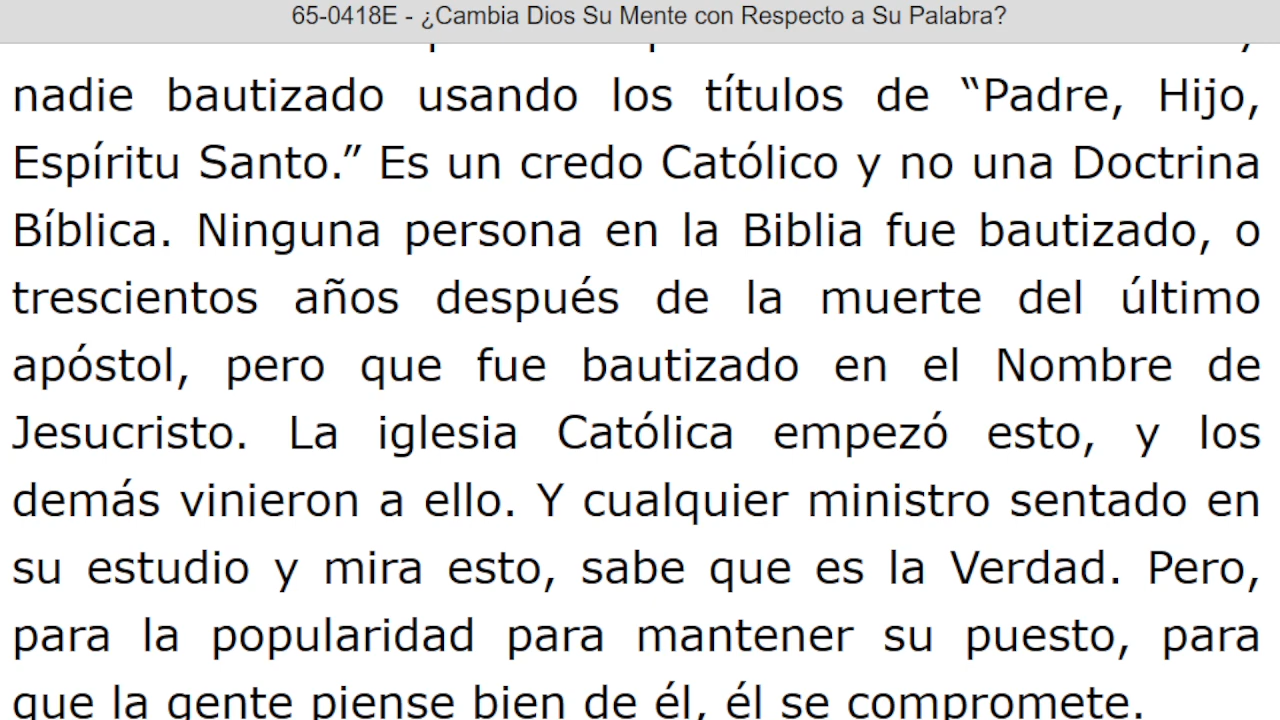 65-0418E - ¿Cambia Dios Su Mente con Respecto a Su Palabra?
nadie bautizado usando los títulos de “Padre, Hijo,
Espíritu Santo.” Es un credo Católico y no una Doctrina
Bíblica. Ninguna persona en la Biblia fue bautizado, o
trescientos años después de la muerte del último
apóstol, pero que fue bautizado en el Nombre de
Jesucristo. La iglesia Católica empezó esto, y los
demás vinieron a ello. Y cualquier ministro sentado en
su estudio y mira esto, sabe que es la Verdad. Pero,
para la popularidad para mantener su puesto, para
que la gente piense bien de él, él se compromete.